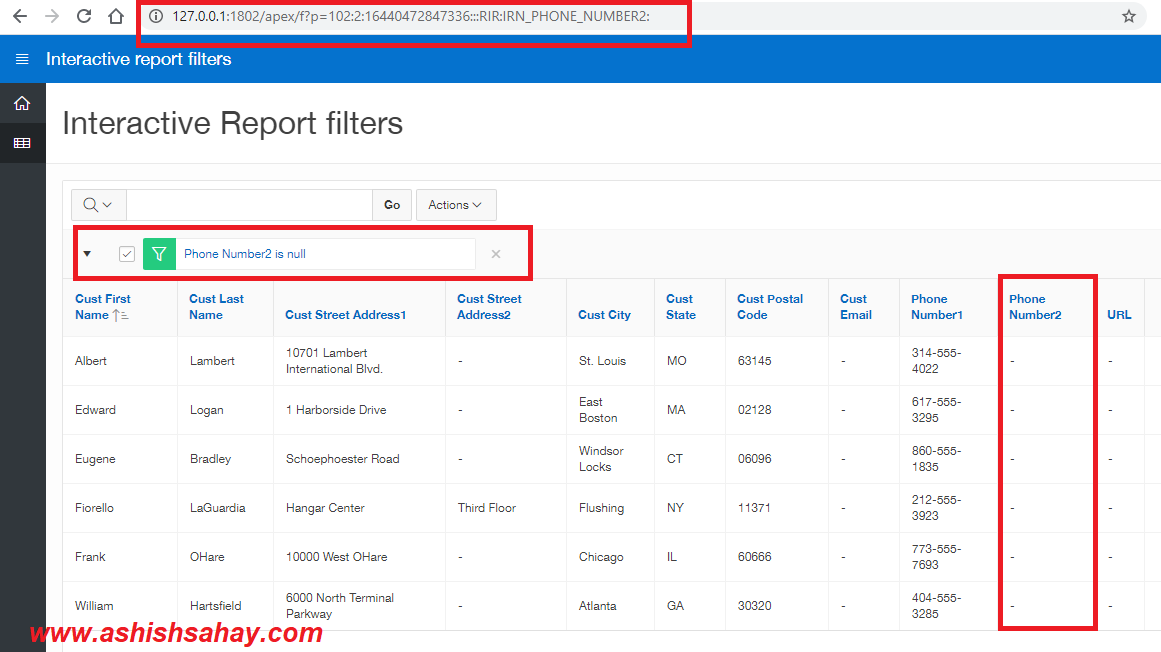 127.0.0.1:1802/apex/f?p=102:2:16440472847336:::RIR:IRN_PHONE_NUMBER2:
Interactive report filters
Interactive Report filters
Go Actions
Phone Number2 is null
Cust First Name Cust Last Name Cust Street Address1 Cust Street Address2 Cust City Cust State Cust Postal Code Cust Email Phone Number1 Phone Number2 URL
Albert Lambert 10701 Lambert International Blvd. - St. Louis MO 63145 - 314-555-4022 - -
Edward Logan 1 Harborside Drive - East Boston MA 02128 - 617-555-3295 - -
Eugene Bradley Schoephoester Road - Windsor Locks CT 06096 - 860-555-1835 - -
Fiorello LaGuardia Hangar Center Third Floor Flushing NY 11371 - 212-555-3923 - -
Frank OHare 10000 West OHare - Chicago IL 60666 - 773-555-7693 - -
William Hartsfield 6000 North Terminal Parkway - Atlanta GA 30320 - 404-555-3285 - -
www.ashishsahay.com